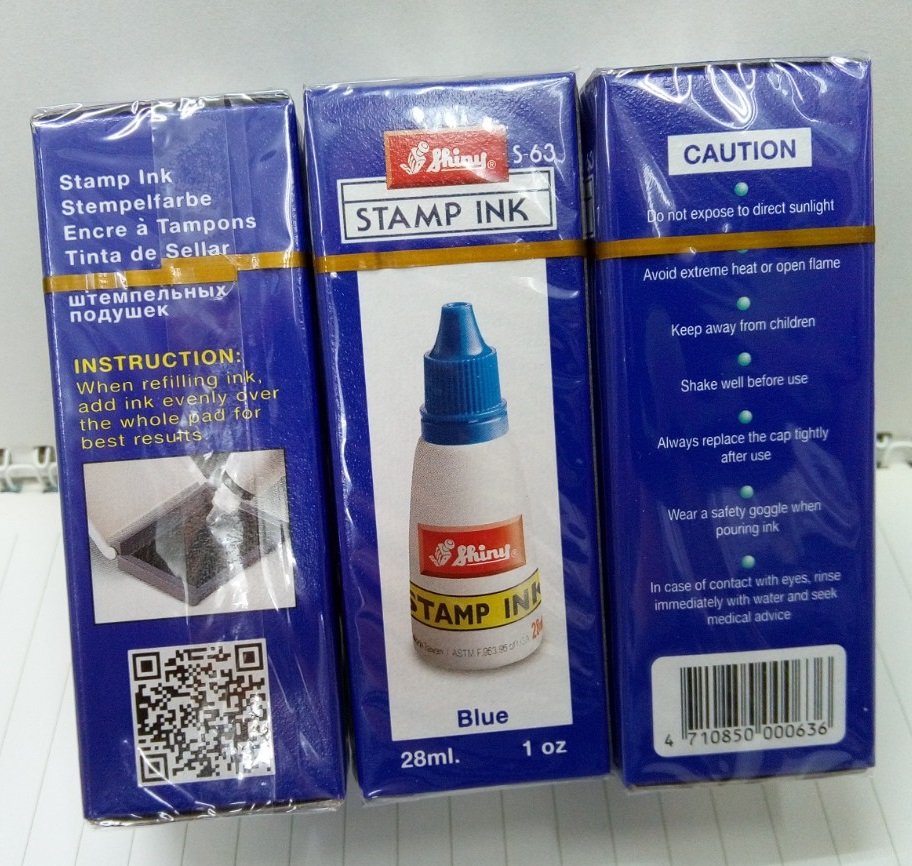 Stamp Ink
Stempelfarbe
Encre à Tampons
Tinta de Sellar
штемпельных
подушек
INSTRUCTION:
When refilling ink,
add ink evenly over
the whole pad for
best results.
Shiny® S-63
STAMP INK
Shiny®
STAMP INK
28ml
Blue
28ml. 1 oz
CAUTION
Do not expose to direct sunlight
Avoid extreme heat or open flame
Keep away from children
Shake well before use
Always replace the cap tightly
after use
Wear a safety goggle when
pouring ink
In case of contact with eyes, rinse
immediately with water and seek
medical advice
4 710850 000636